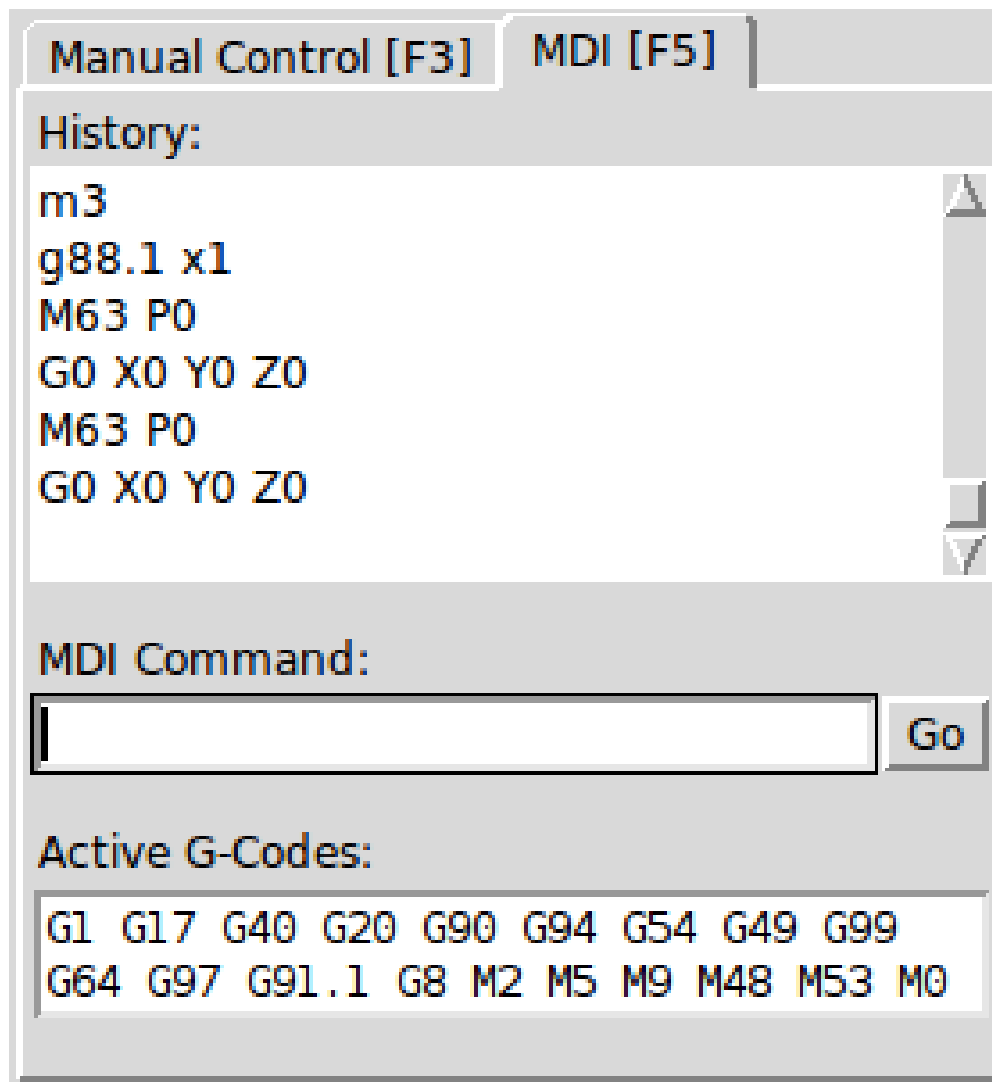 Manual Control [F3] MDI [F5]
History:
m3
g88.1 x1
M63 P0
G0 X0 Y0 Z0
M63 P0
G0 X0 Y0 Z0
MDI Command:
Go
Active G-Codes:
G1 G17 G40 G20 G90 G94 G54 G49 G99
G64 G97 G91.1 G8 M2 M5 M9 M48 M53 M0